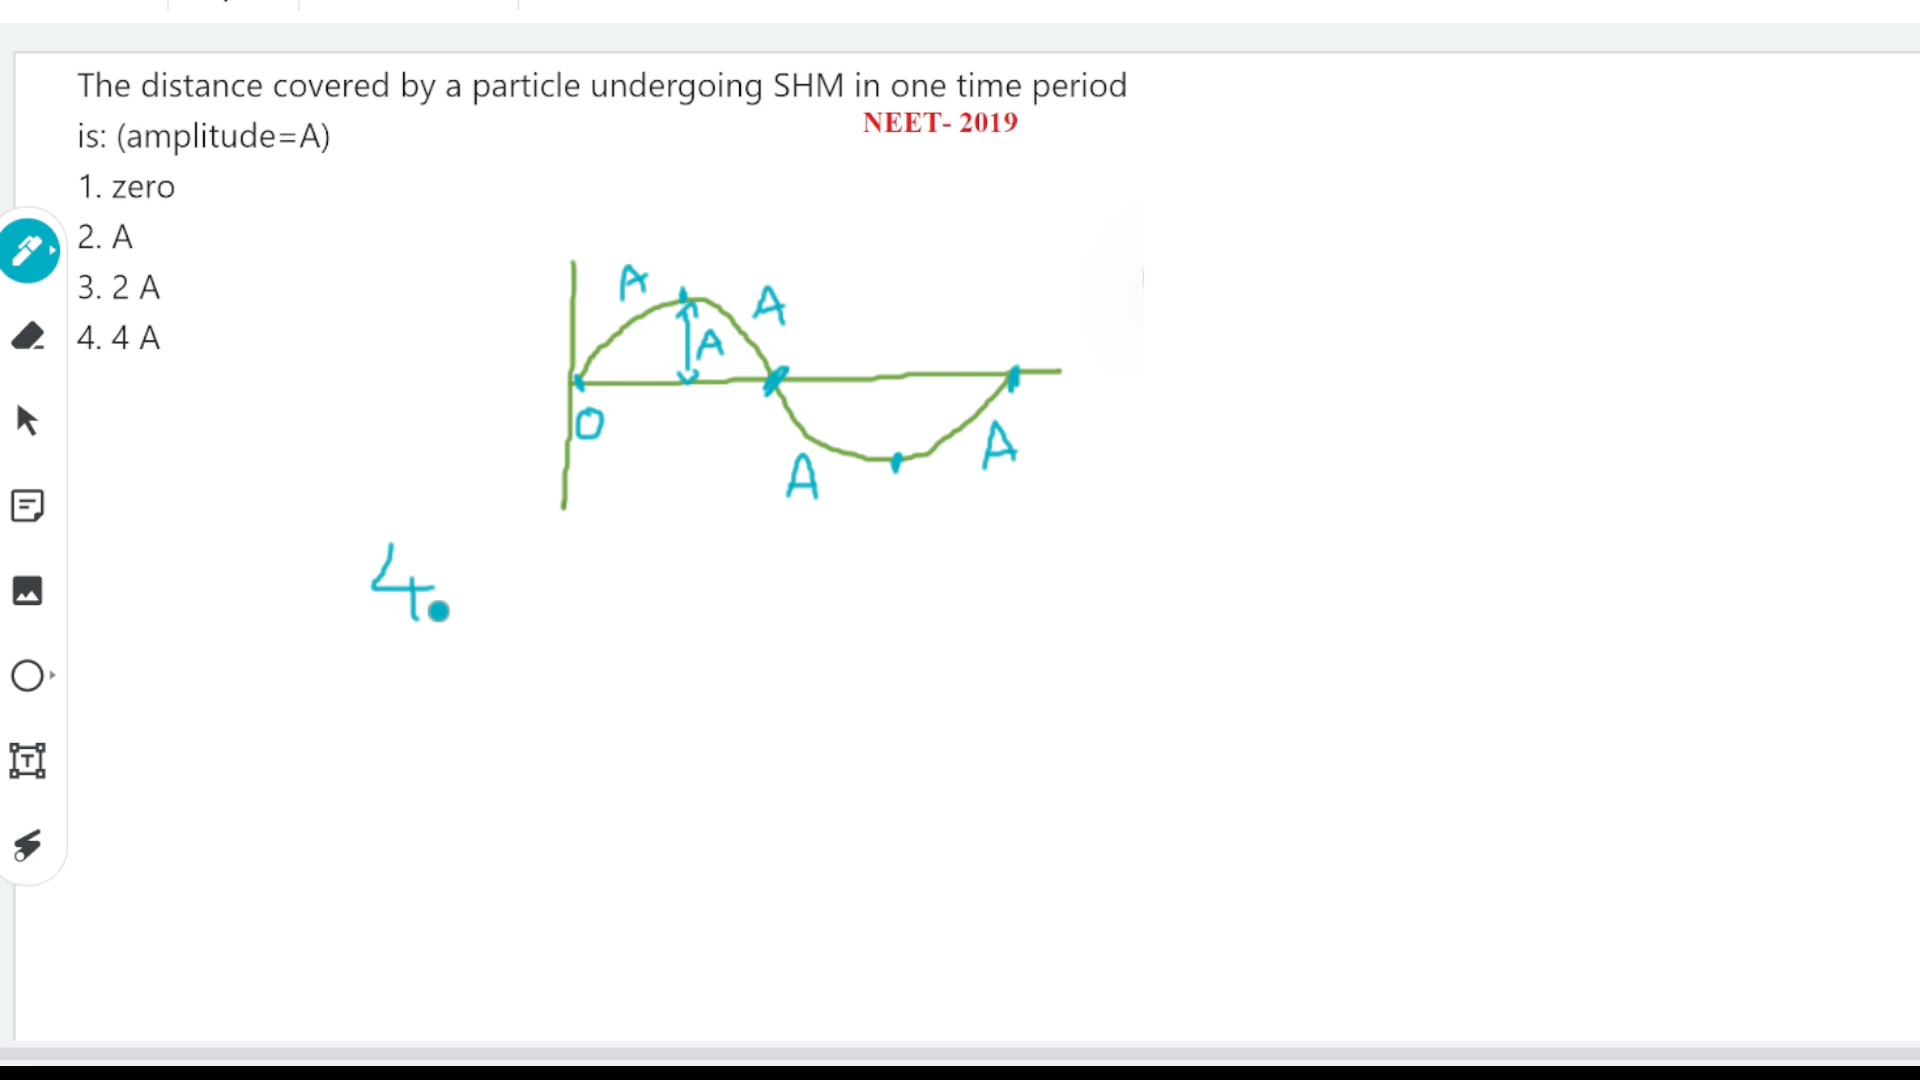 The distance covered by a particle undergoing SHM in one time period
is: (amplitude=A)
NEET- 2019
1. zero
2. A
3. 2 A
4. 4 A
A
A
A
O
A
A
4